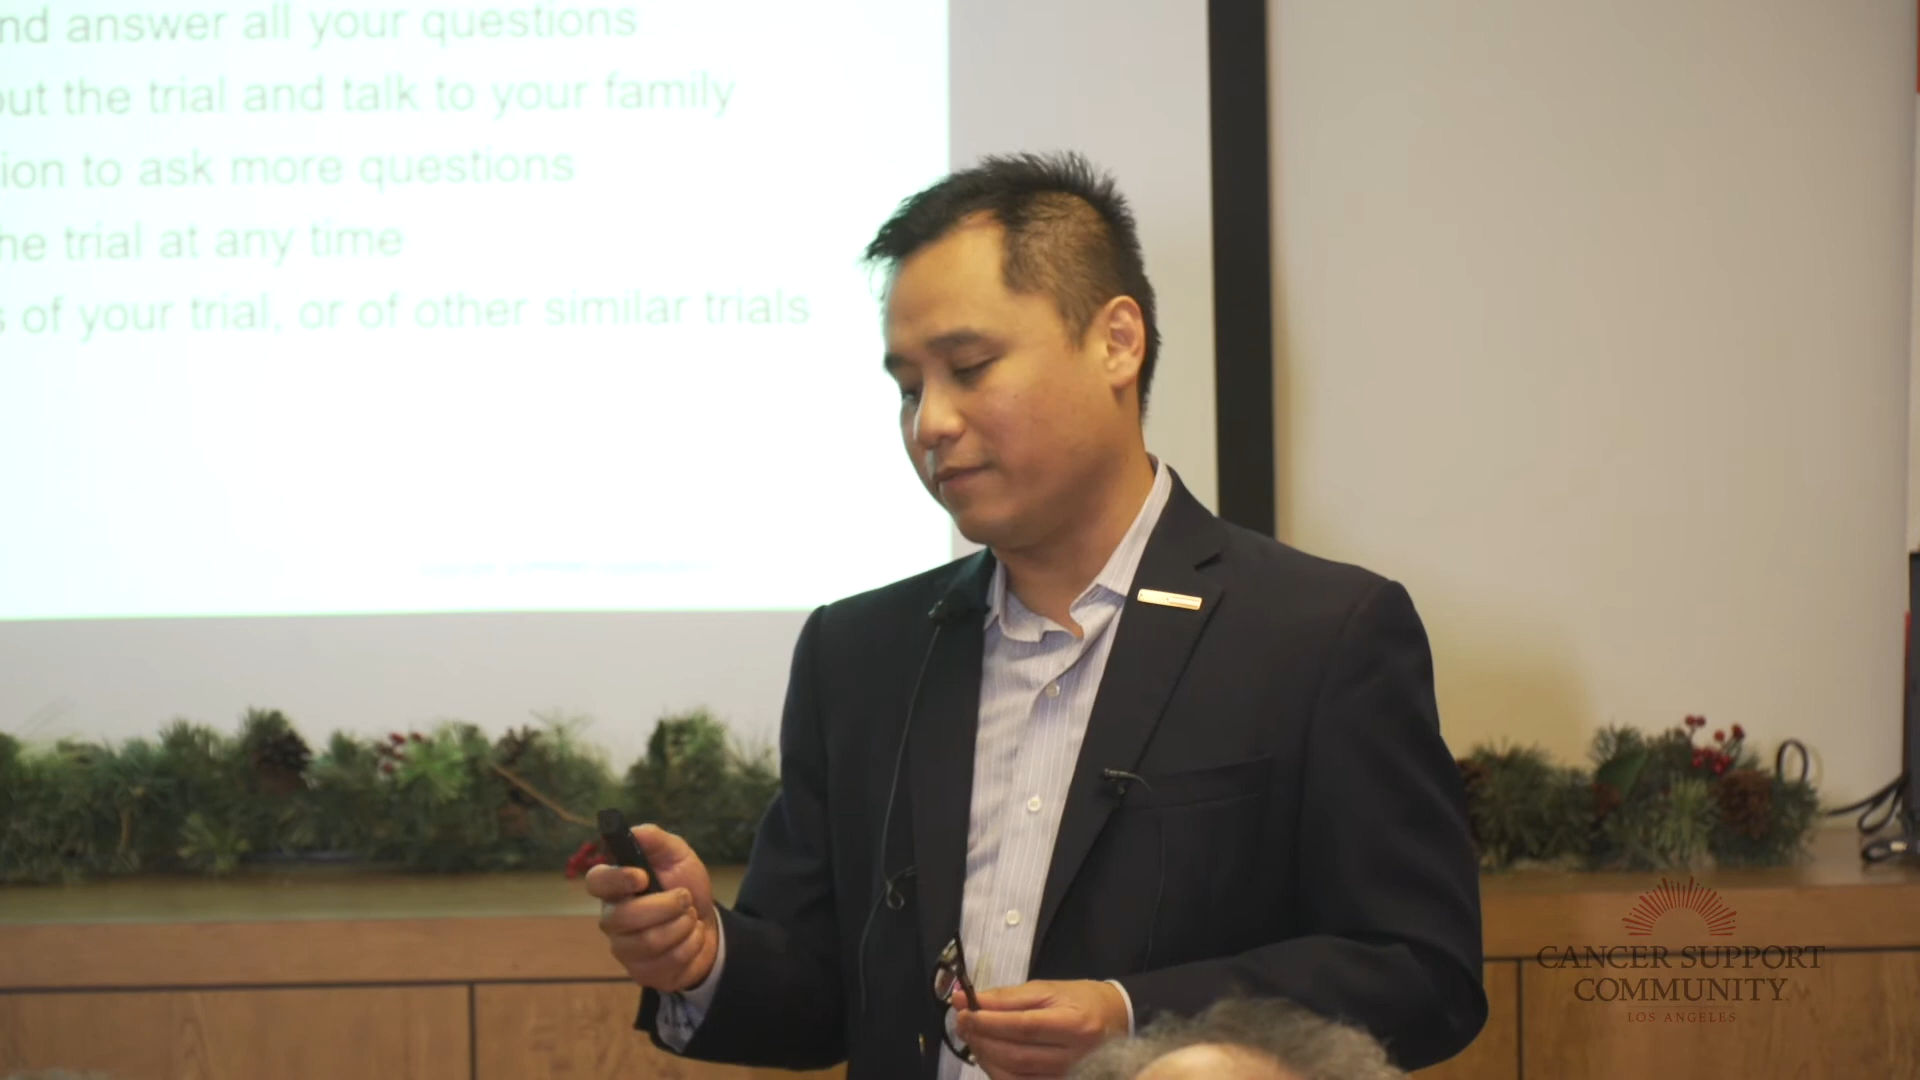 nd answer all your questions
out the trial and talk to your family
ion to ask more questions
he trial at any time
s of your trial, or of other similar trials
CANCER SUPPORT
COMMUNITY
LOS ANGELES